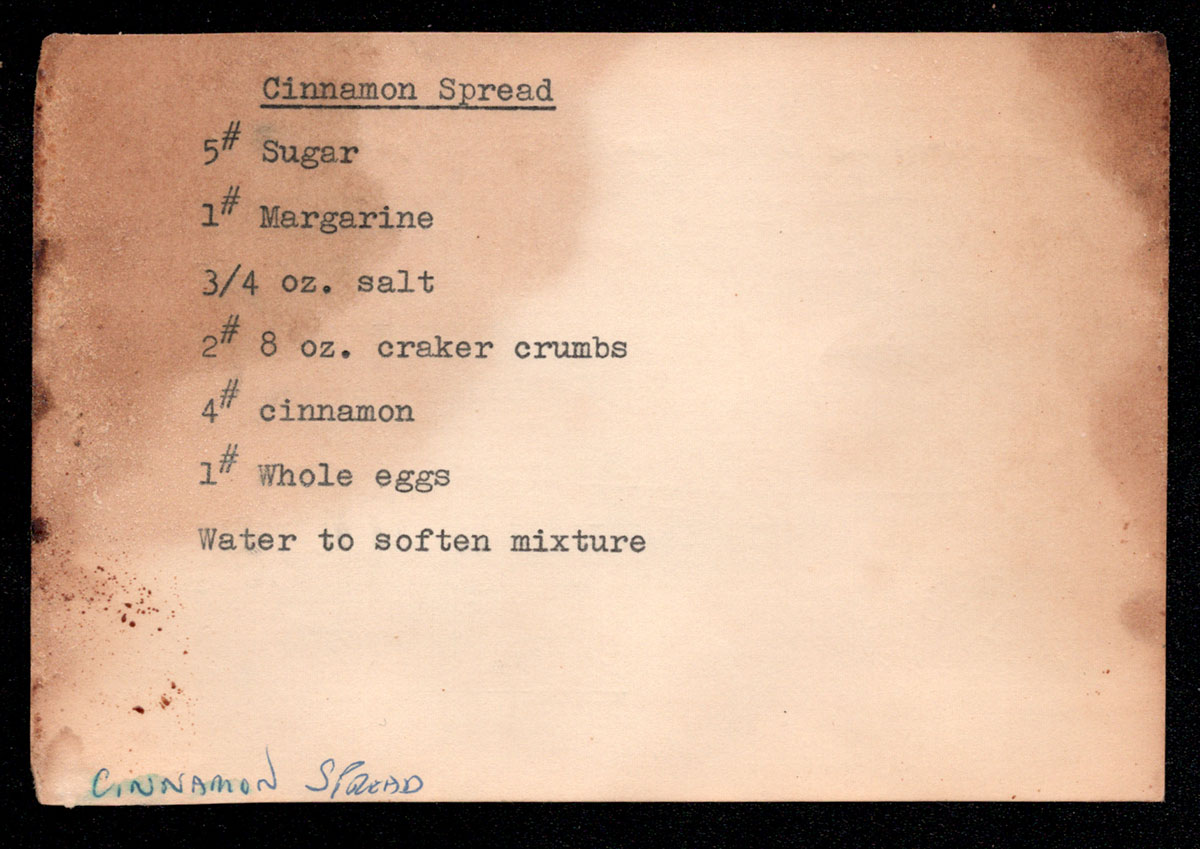 Cinnamon Spread
5# Sugar
1# Margarine
3/4 oz. salt
2# 8 oz. craker crumbs
4# cinnamon
1# Whole eggs
Water to soften mixture
CINNAMON SPREAD